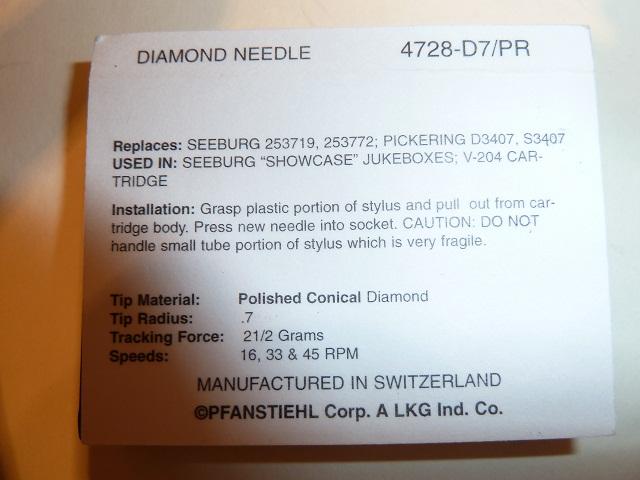 DIAMOND NEEDLE 4728-D7/PR
Replaces: SEEBURG 253719, 253772; PICKERING D3407, S3407
USED IN: SEEBURG "SHOWCASE" JUKEBOXES; V-204 CAR-
TRIDGE
Installation: Grasp plastic portion of stylus and pull out from car-
tridge body. Press new needle into socket. CAUTION: DO NOT
handle small tube portion of stylus which is very fragile.
Tip Material: Polished Conical Diamond
Tip Radius: .7
Tracking Force: 21/2 Grams
Speeds: 16, 33 & 45 RPM
MANUFACTURED IN SWITZERLAND
©PFANSTIEHL Corp. A LKG Ind. Co.